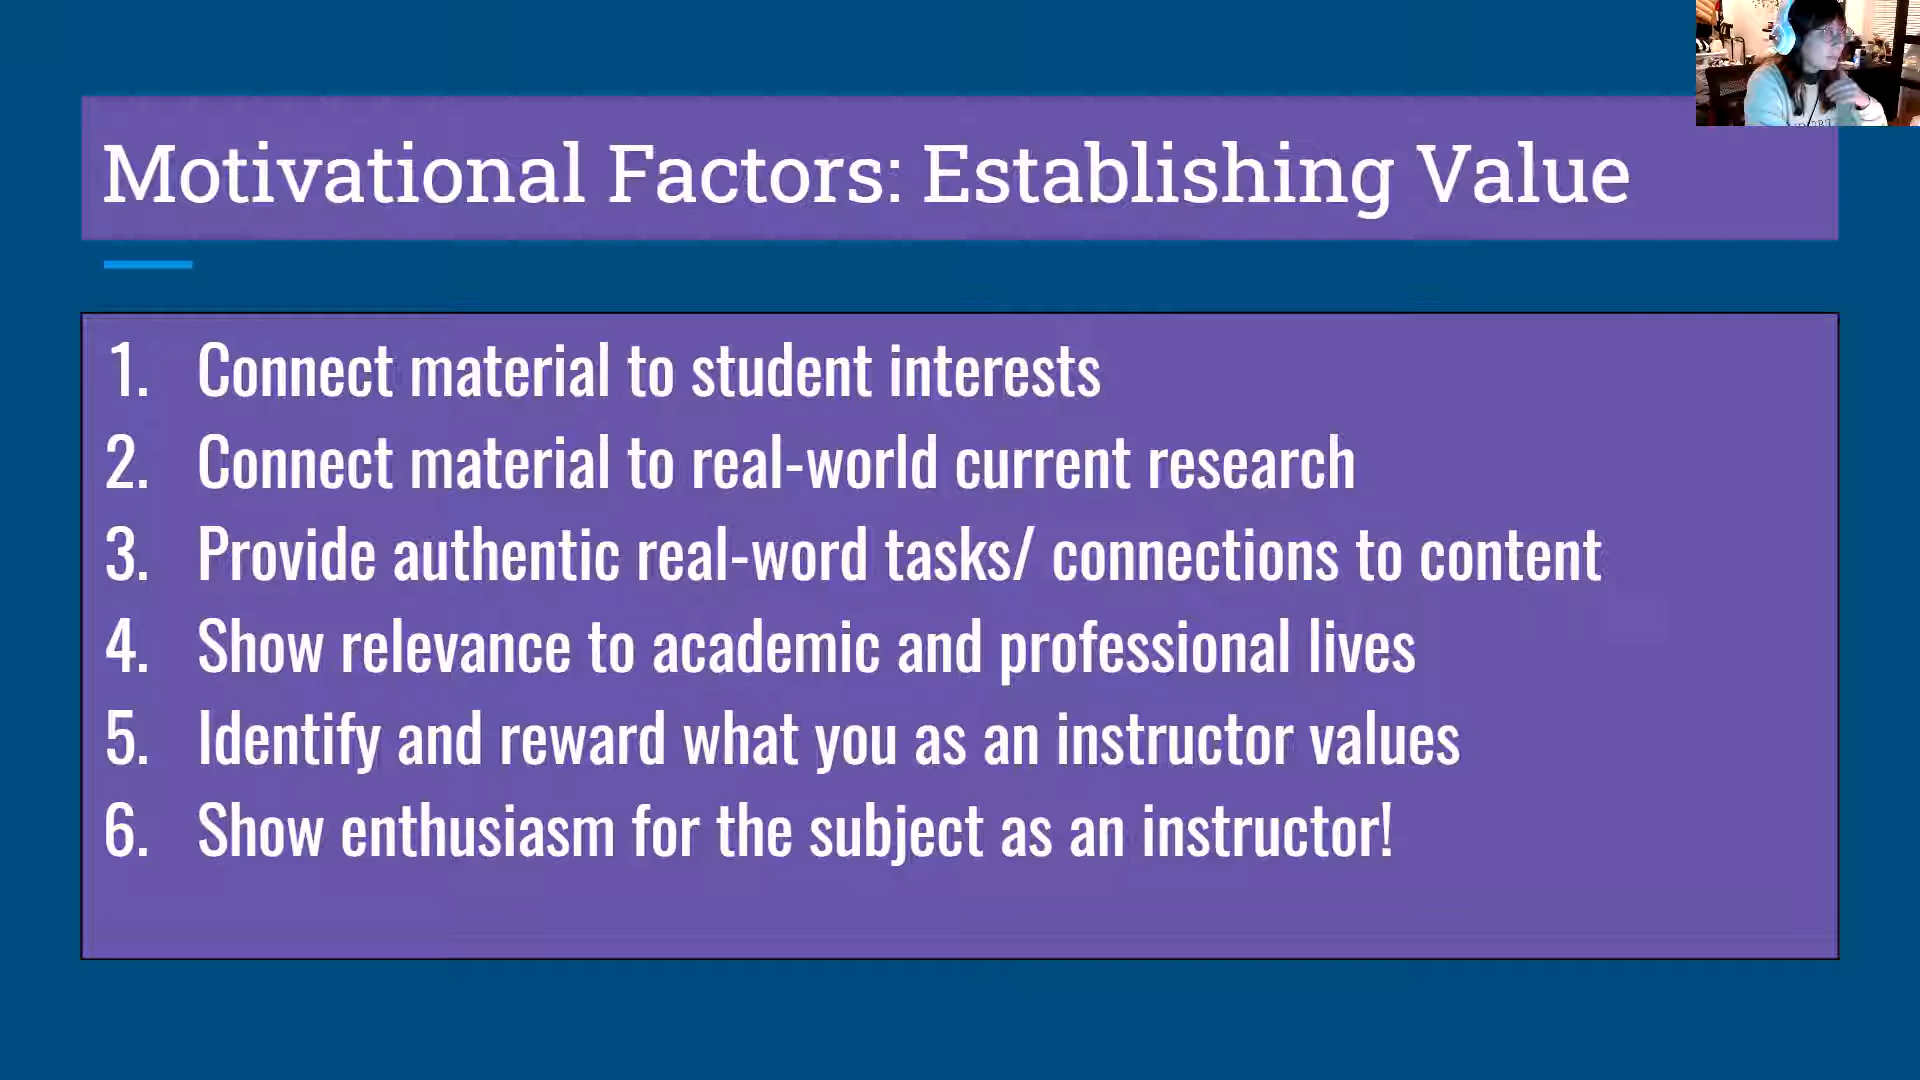 Motivational Factors: Establishing Value
1. Connect material to student interests
2. Connect material to real-world current research
3. Provide authentic real-word tasks/ connections to content
4. Show relevance to academic and professional lives
5. Identify and reward what you as an instructor values
6. Show enthusiasm for the subject as an instructor!